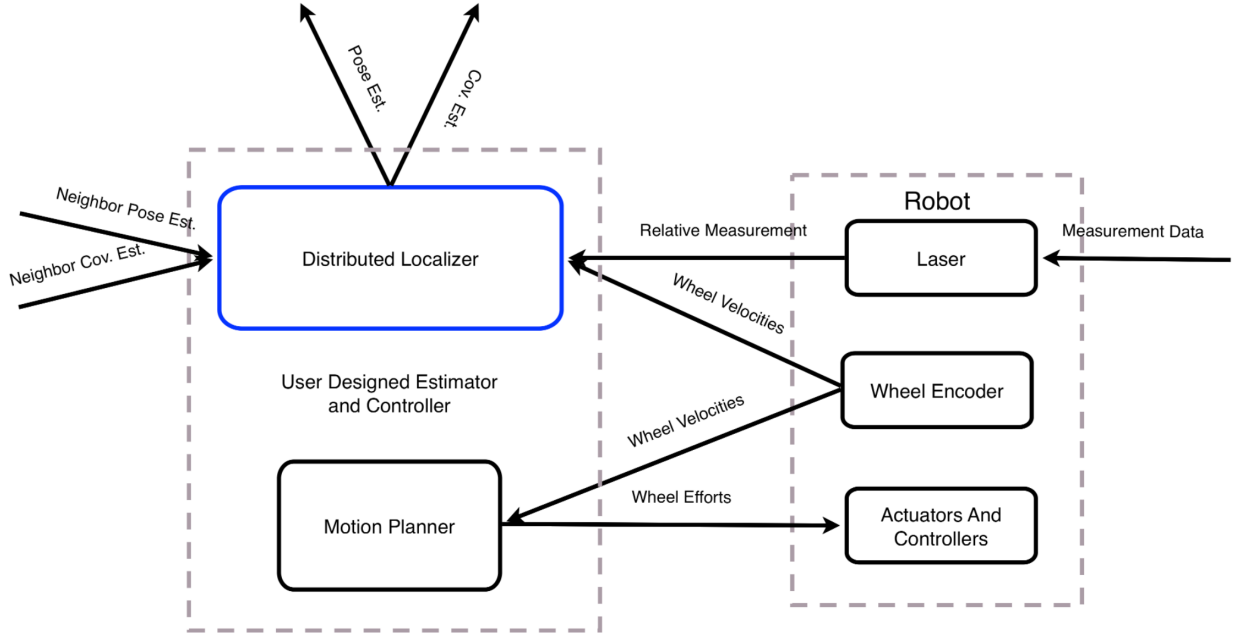 Pose Est.
Cov. Est.
Neighbor Pose Est.
Neighbor Cov. Est.
Distributed Localizer
Relative Measurement
Robot
Laser
Measurement Data
Wheel Velocities
User Designed Estimator
and Controller
Wheel Encoder
Wheel Velocities
Motion Planner
Wheel Efforts
Actuators And
Controllers